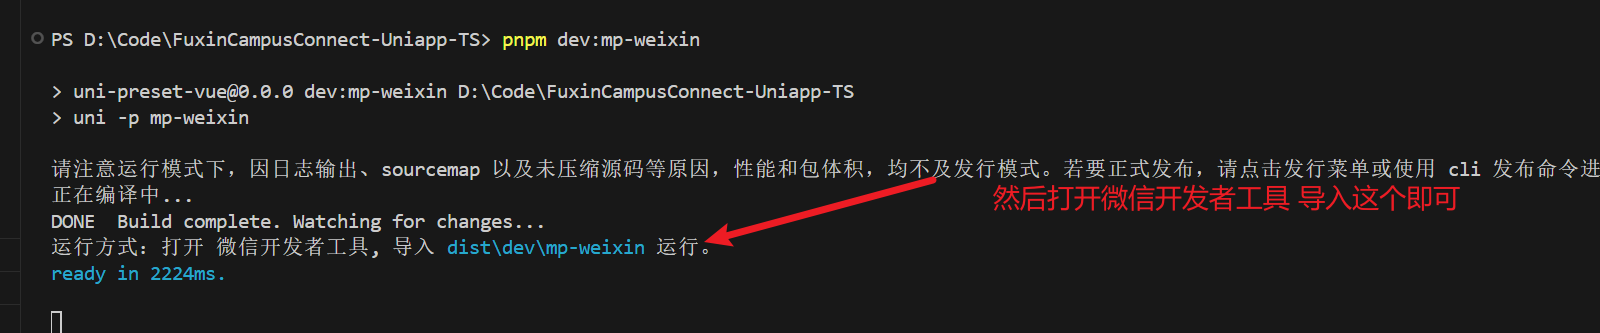 PS D:\Code\FuxinCampusConnect-Uniapp-TS> pnpm dev:mp-weixin
> uni-preset-vue@0.0.0 dev:mp-weixin D:\Code\FuxinCampusConnect-Uniapp-TS
> uni -p mp-weixin
请注意运行模式下，因日志输出、sourcemap 以及未压缩源码等原因，性能和包体积，均不及发行模式。若要正式发布，请点击发行菜单或使用 cli 发布命令进
正在编译中...
然后打开微信开发者工具 导入这个即可
DONE  Build complete. Watching for changes...
运行方式：打开 微信开发者工具, 导入 dist\dev\mp-weixin 运行。
ready in 2224ms.